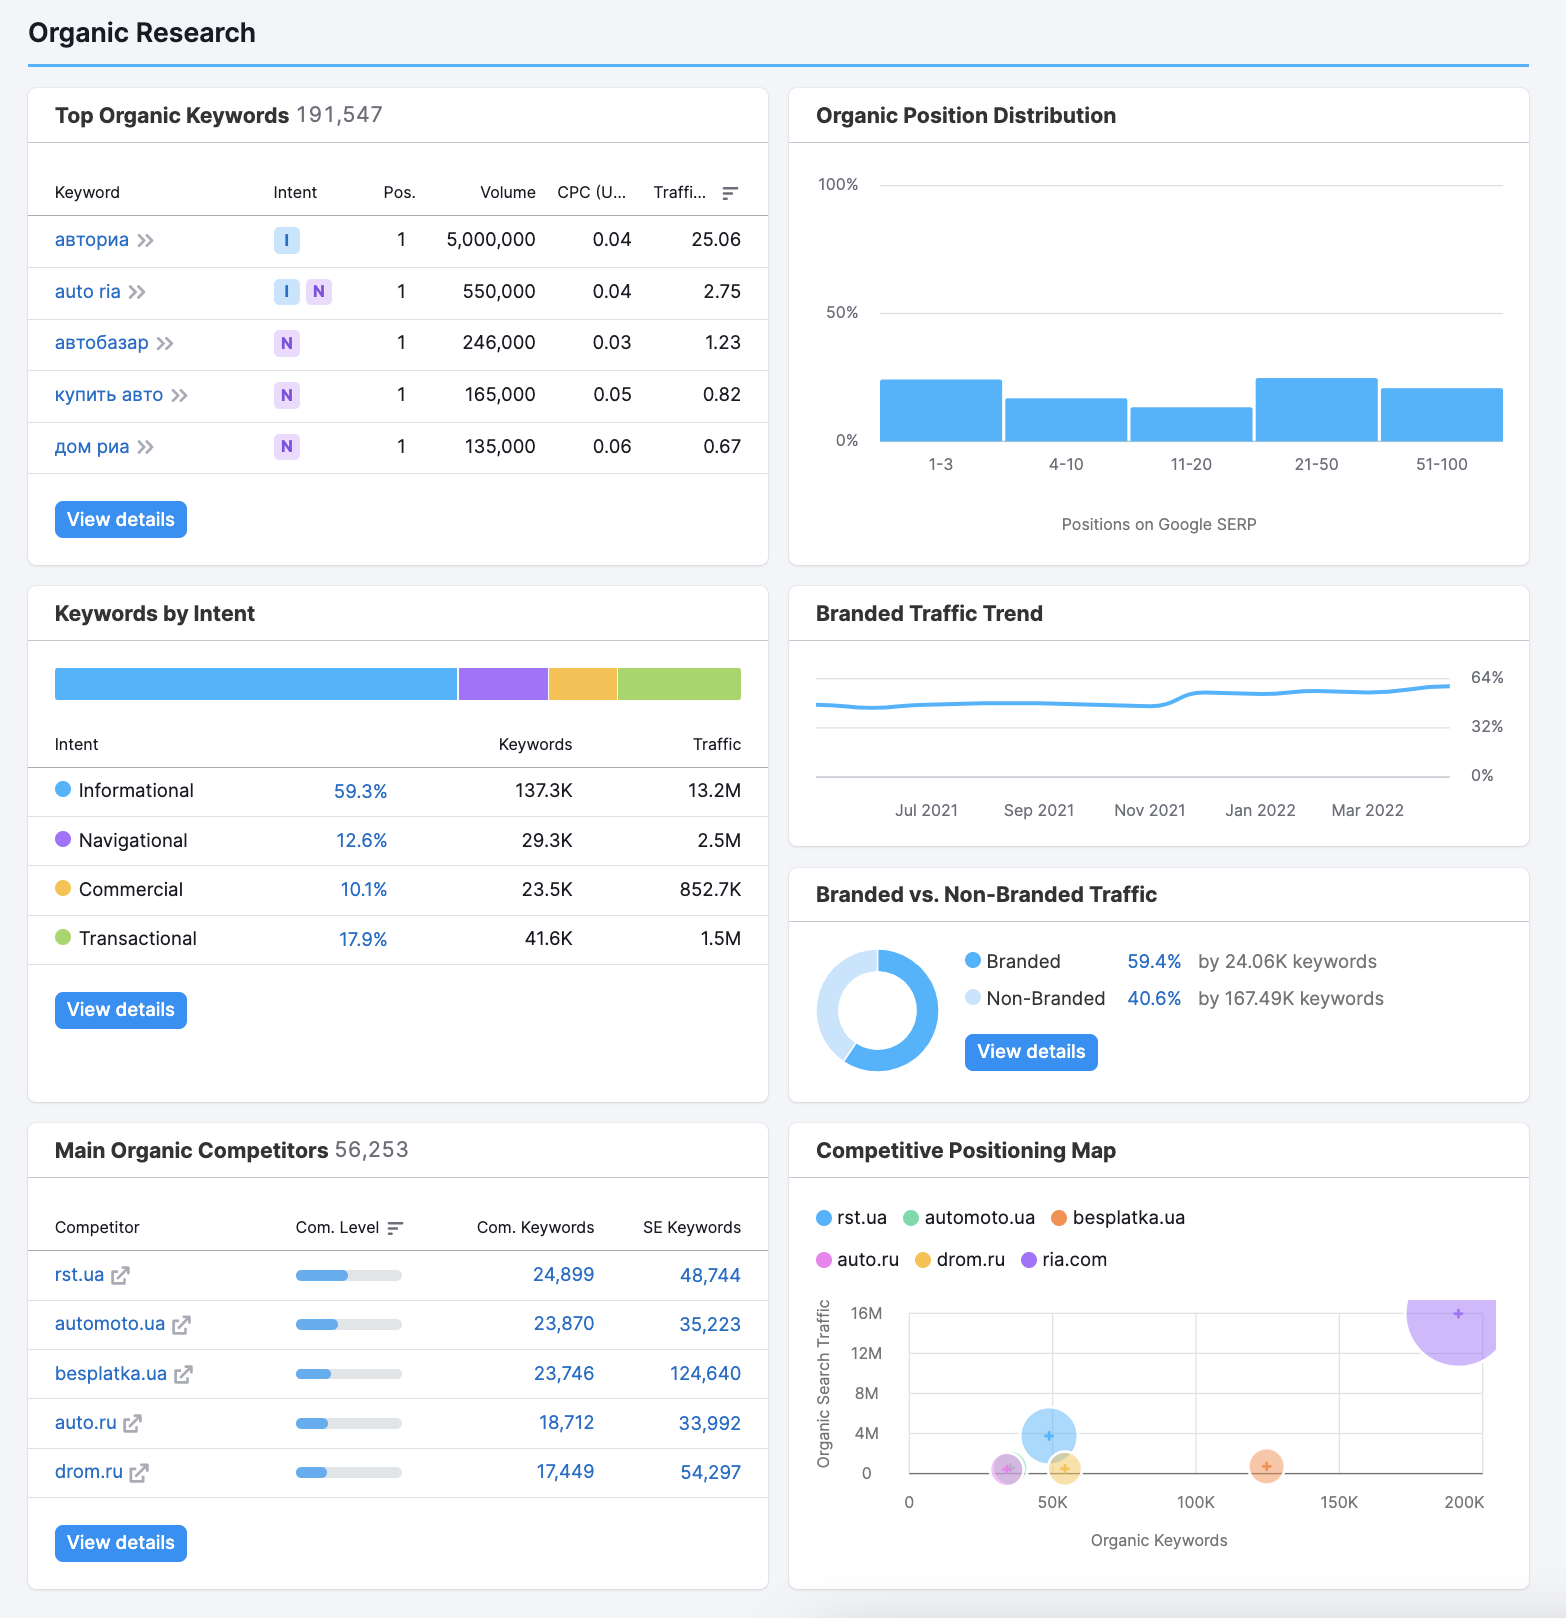 Organic Research
Top Organic Keywords 191,547
Keyword Intent Pos. Volume CPC (U... Traffi...
авториа I 1 5,000,000 0.04 25.06
auto ria I N 1 550,000 0.04 2.75
автобазар N 1 246,000 0.03 1.23
купить авто N 1 165,000 0.05 0.82
дом риа N 1 135,000 0.06 0.67
View details
Organic Position Distribution
100%
50%
0%
1-3 4-10 11-20 21-50 51-100
Positions on Google SERP
Keywords by Intent
Intent Keywords Traffic
Informational 59.3% 137.3K 13.2M
Navigational 12.6% 29.3K 2.5M
Commercial 10.1% 23.5K 852.7K
Transactional 17.9% 41.6K 1.5M
View details
Branded Traffic Trend
64%
32%
0%
Jul 2021 Sep 2021 Nov 2021 Jan 2022 Mar 2022
Branded vs. Non-Branded Traffic
Branded 59.4% by 24.06K keywords
Non-Branded 40.6% by 167.49K keywords
View details
Main Organic Competitors 56,253
Competitor Com. Level Com. Keywords SE Keywords
rst.ua 24,899 48,744
automoto.ua 23,870 35,223
besplatka.ua 23,746 124,640
auto.ru 18,712 33,992
drom.ru 17,449 54,297
View details
Competitive Positioning Map
rst.ua automoto.ua besplatka.ua
auto.ru drom.ru ria.com
Organic Search Traffic
16M
12M
8M
4M
0
0 50K 100K 150K 200K
Organic Keywords